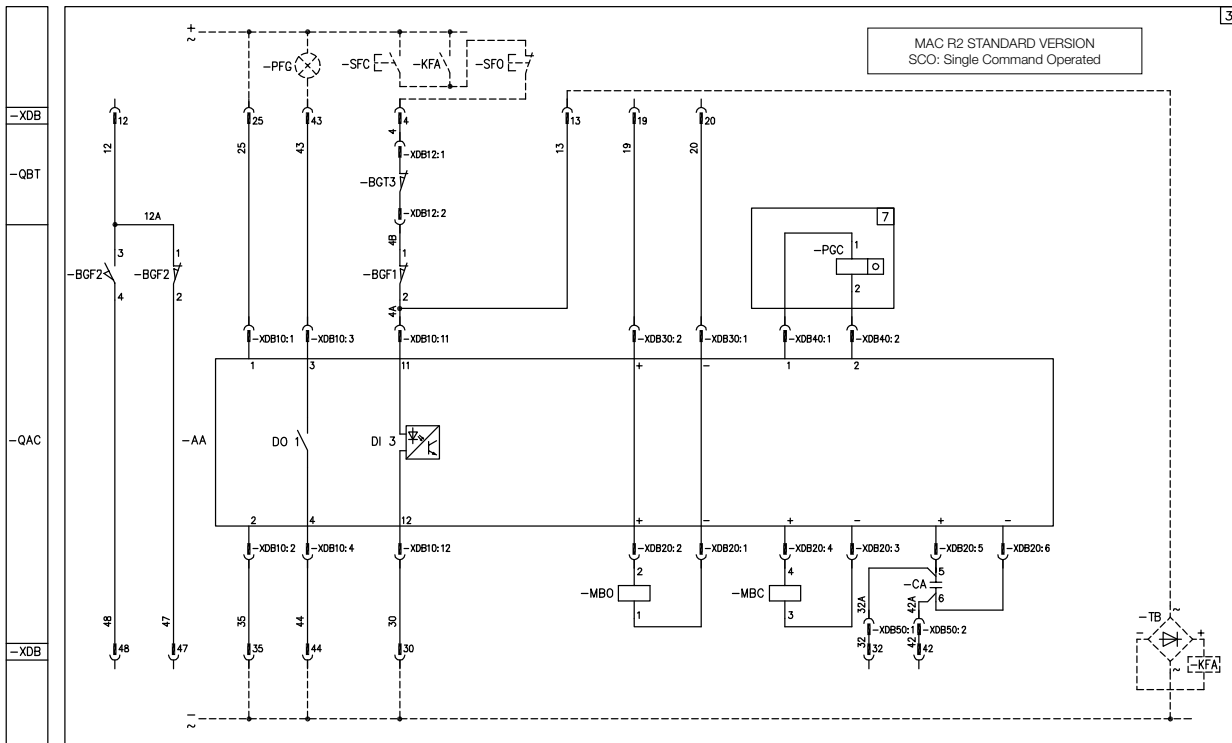 3
MAC R2 STANDARD VERSION
SCO: Single Command Operated
+
~
-PFG
-SFC
-KFA
-SFO
-XDB
12
25
43
4
13
19
20
12
25
43
4
13
19
20
-XDB12:1
-QBT
-BGT3
-XDB12:2
12A
4B
7
-PGC
1
2
3
1
1
-BGF2
-BGF2
-BGF1
4
2
2
4A
-XDB10:1
-XDB10:3
-XDB10:11
-XDB30:2
-XDB30:1
-XDB40:1
-XDB40:2
1
3
11
+
-
1
2
-QAC
-AA
DO 1
DI 3
2
4
12
+
-
+
-
+
-
-XDB10:2
-XDB10:4
-XDB10:12
-XDB20:2
-XDB20:1
-XDB20:4
-XDB20:3
-XDB20:5
-XDB20:6
2
4
5
-MBO
-MBC
-CA
1
3
6
32A
42A
48
47
35
44
30
-XDB50:1
-XDB50:2
32
42
-XDB
48
47
35
44
30
32
42
-TB
~
-
+
~
-KFA
-
~